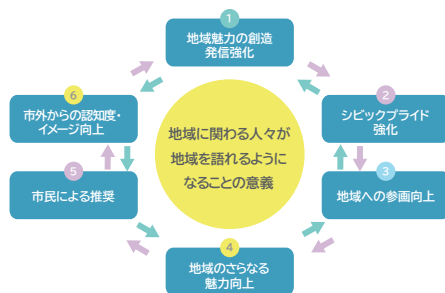 1
地域魅力の創造
発信強化
2
シビックプライド
強化
3
地域への参画向上
4
地域のさらなる
魅力向上
5
市民による推奨
6
市外からの認知度・
イメージ向上
地域に関わる人々が
地域を語れるように
なることの意義